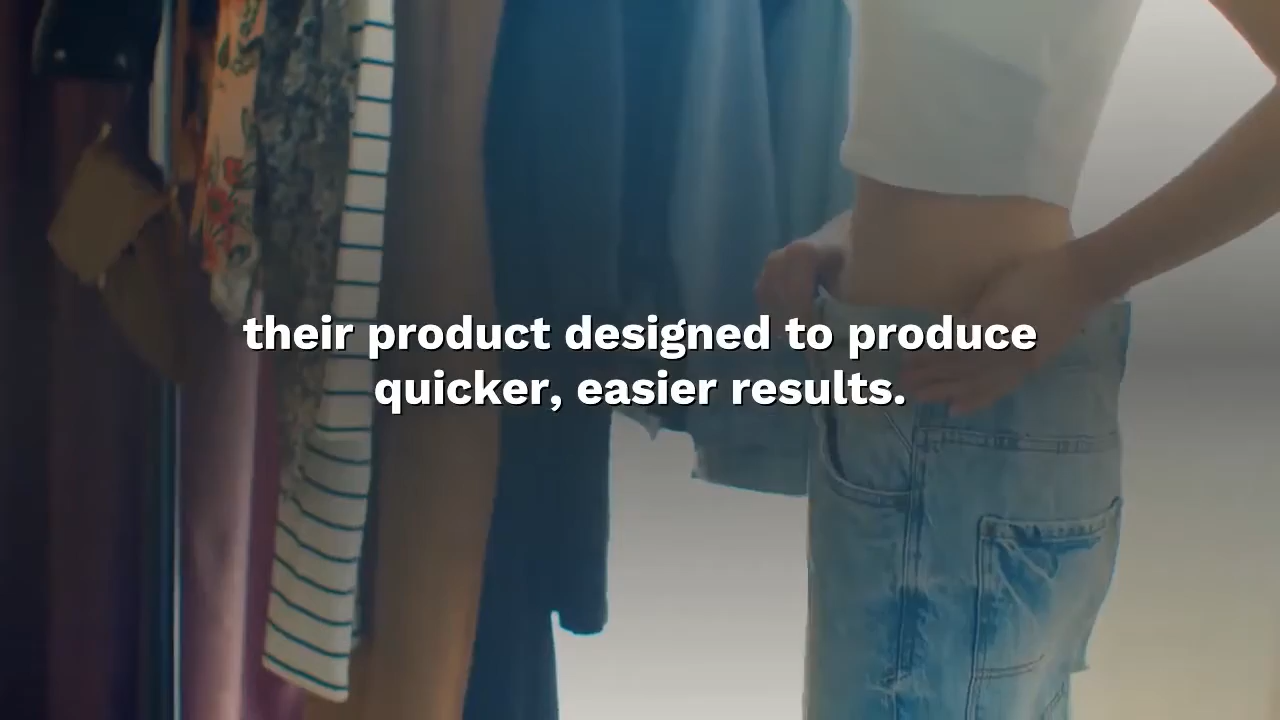 their product designed to produce
quicker, easier results.